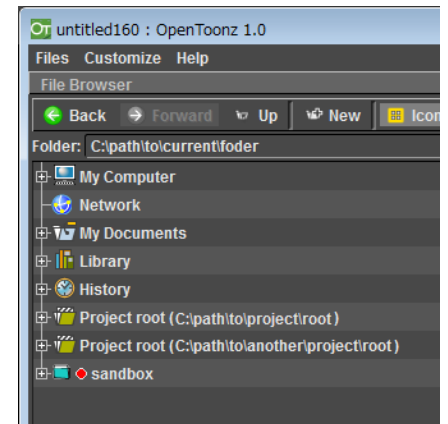 OT untitled160 : OpenToonz 1.0
Files Customize Help
File Browser
Back Forward Up New Icon
Folder: C:\path\to\current\foder
My Computer
Network
My Documents
Library
History
Project root (C:\path\to\project\root)
Project root (C:\path\to\another\project\root)
sandbox